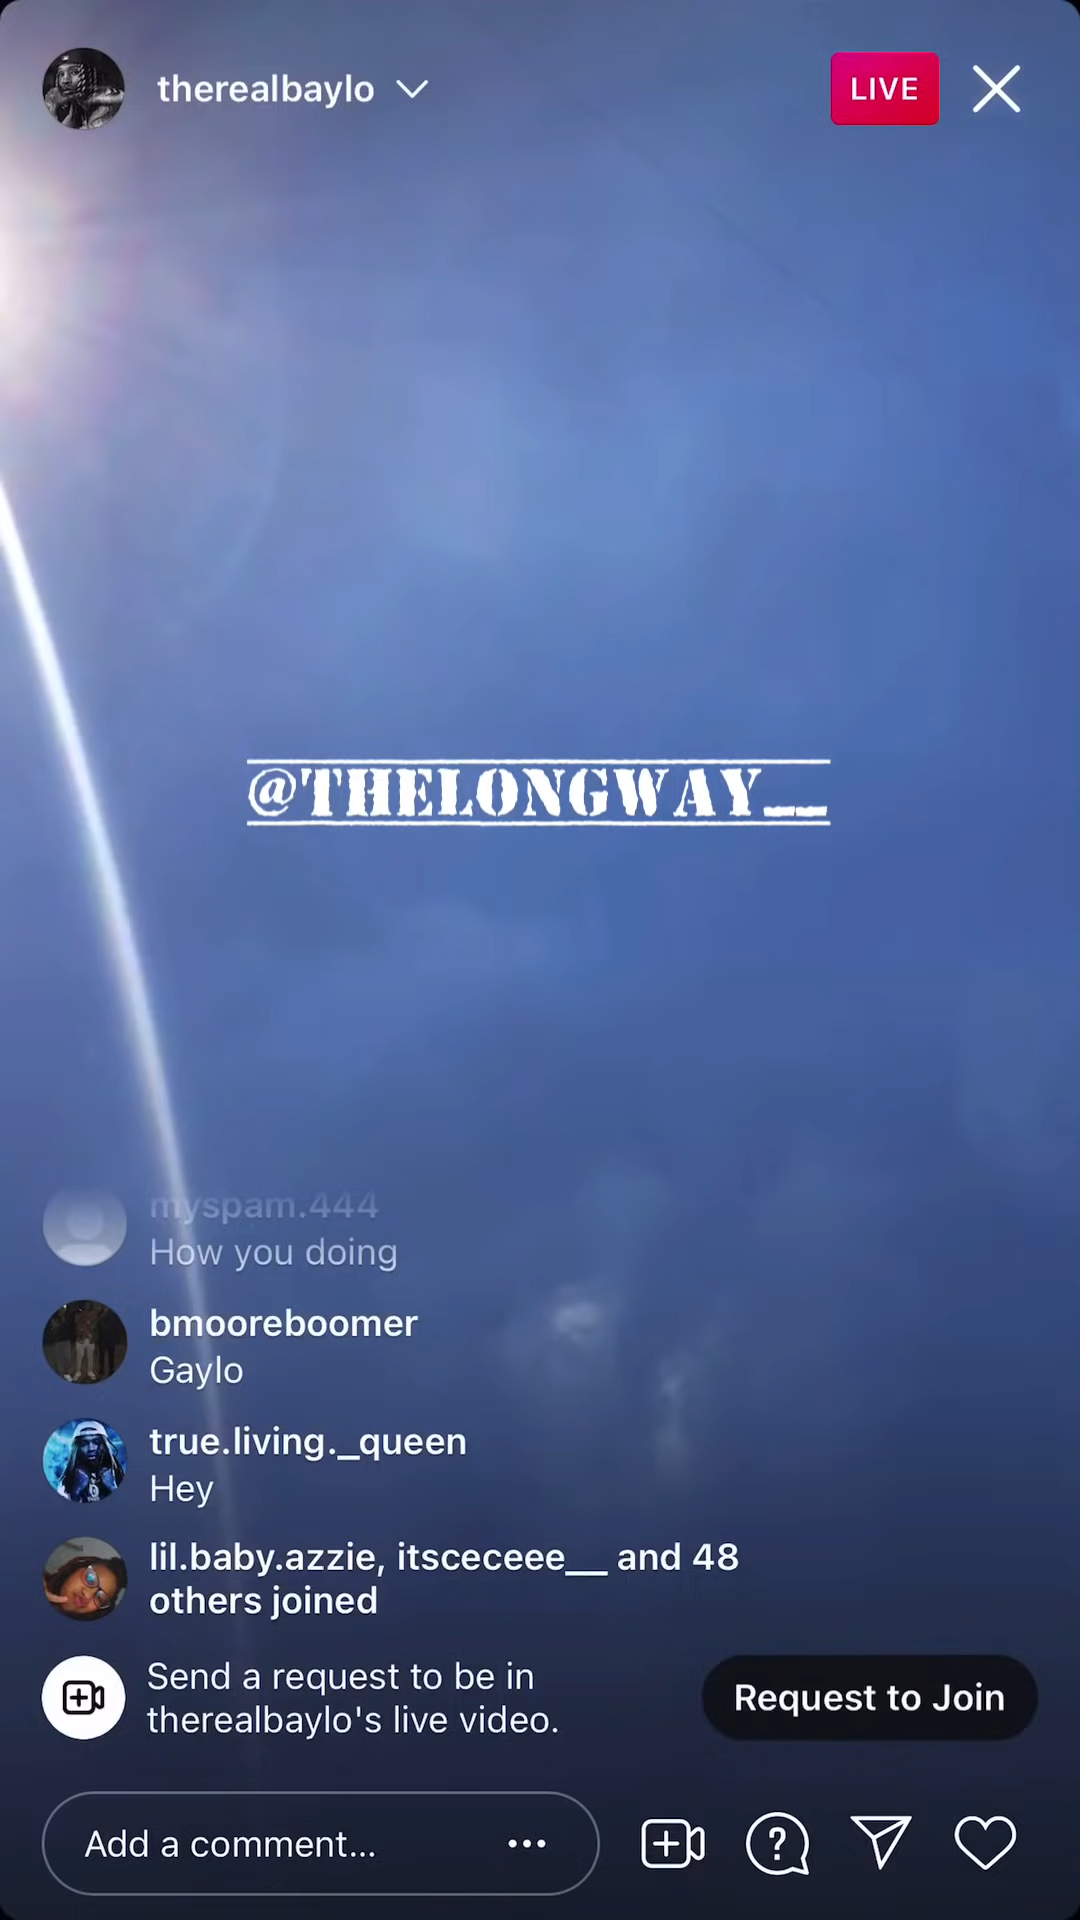 therealbaylo
LIVE
@THELONGWAY__
myspam.444
How you doing
bmooreboomer
Gaylo
true.living._queen
Hey
lil.baby.azzie, itsceceee__ and 48
others joined
Send a request to be in
therealbaylo's live video.
Request to Join
Add a comment...